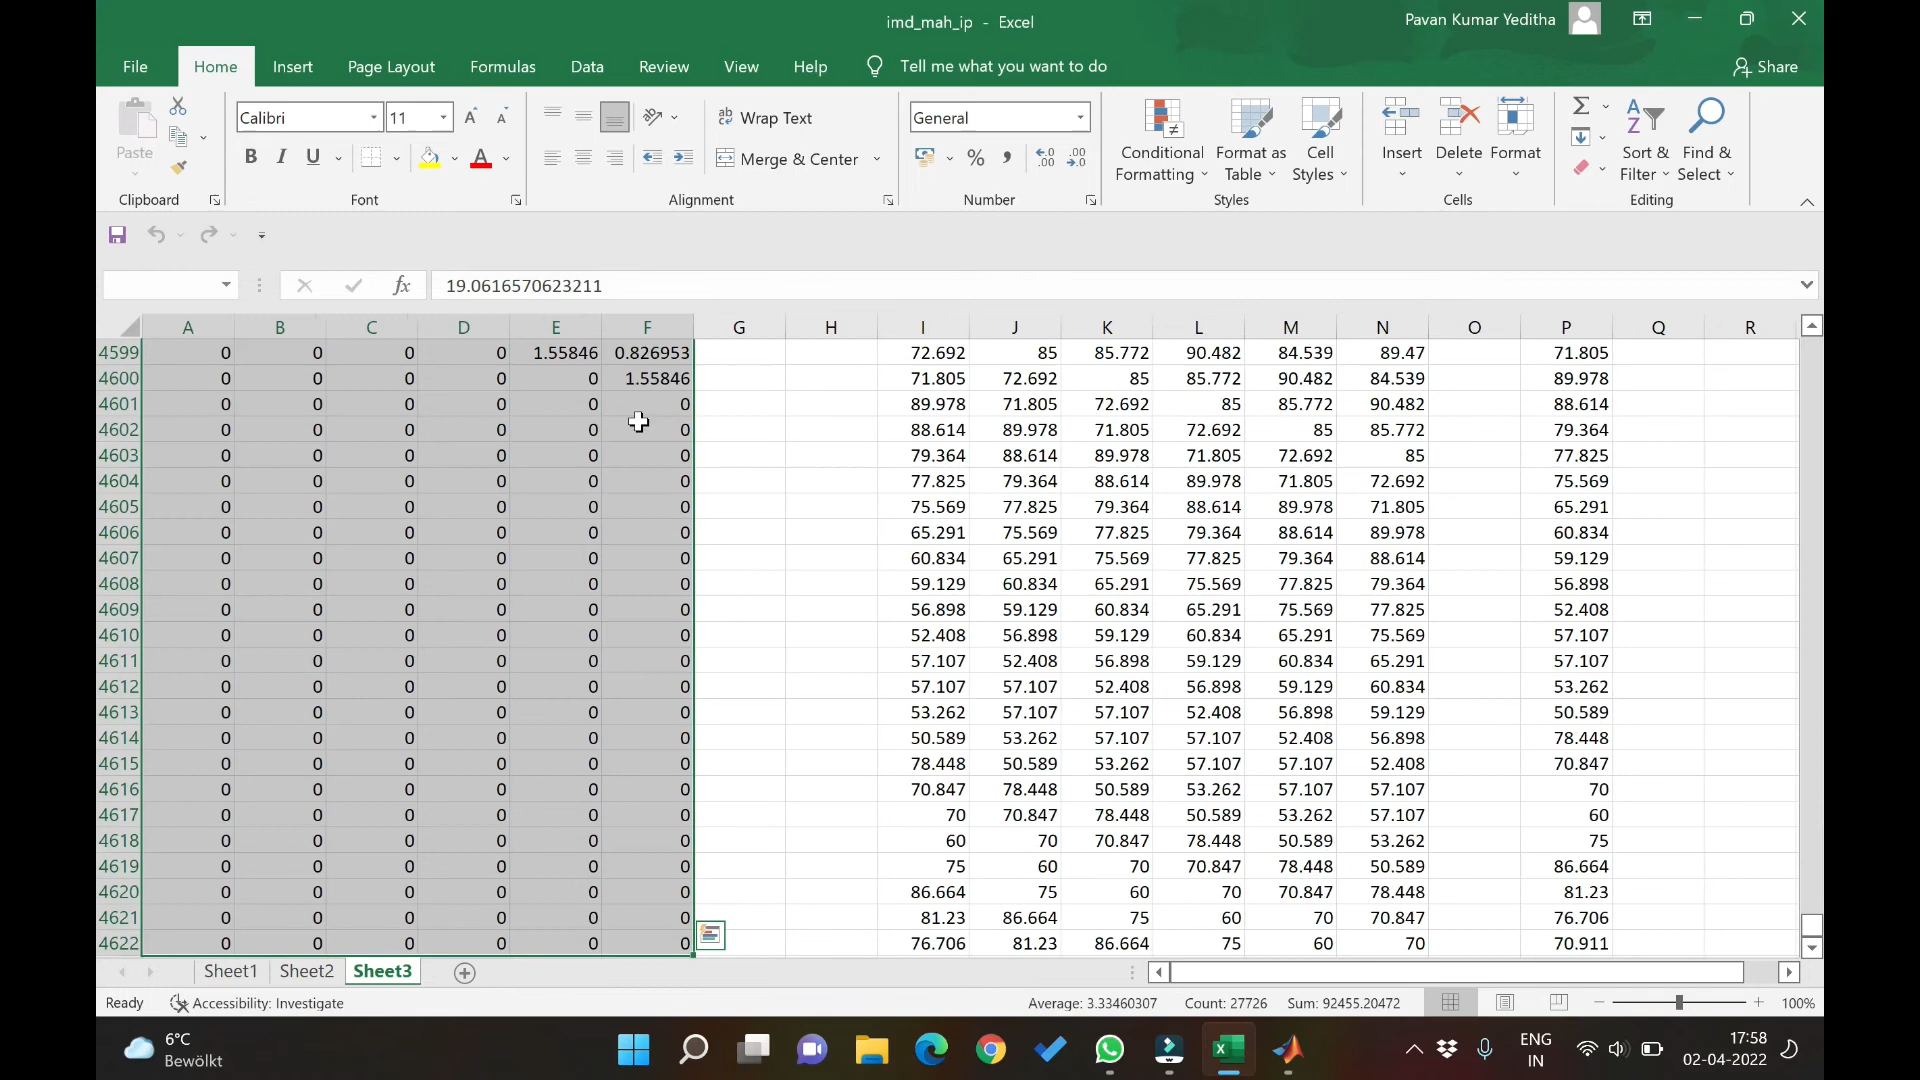 imd_mah_ip - Excel
Pavan Kumar Yeditha
File Home Insert Page Layout Formulas Data Review View Help Tell me what you want to do Share
Paste
Clipboard
Calibri 11
B I U A
Font
Wrap Text
Merge & Center
Alignment
General
% , .00
Number
Conditional Formatting
Format as Table
Cell Styles
Styles
Insert Delete Format
Cells
Sort & Filter
Find & Select
Editing
fx 19.0616570623211
A B C D E F G H I J K L M N O P Q R
4599 0 0 0 0 1.55846 0.826953 72.692 85 85.772 90.482 84.539 89.47 71.805
4600 0 0 0 0 0 1.55846 71.805 72.692 85 85.772 90.482 84.539 89.978
4601 0 0 0 0 0 0 89.978 71.805 72.692 85 85.772 90.482 88.614
4602 0 0 0 0 0 0 88.614 89.978 71.805 72.692 85 85.772 79.364
4603 0 0 0 0 0 0 79.364 88.614 89.978 71.805 72.692 85 77.825
4604 0 0 0 0 0 0 77.825 79.364 88.614 89.978 71.805 72.692 75.569
4605 0 0 0 0 0 0 75.569 77.825 79.364 88.614 89.978 71.805 65.291
4606 0 0 0 0 0 0 65.291 75.569 77.825 79.364 88.614 89.978 60.834
4607 0 0 0 0 0 0 60.834 65.291 75.569 77.825 79.364 88.614 59.129
4608 0 0 0 0 0 0 59.129 60.834 65.291 75.569 77.825 79.364 56.898
4609 0 0 0 0 0 0 56.898 59.129 60.834 65.291 75.569 77.825 52.408
4610 0 0 0 0 0 0 52.408 56.898 59.129 60.834 65.291 75.569 57.107
4611 0 0 0 0 0 0 57.107 52.408 56.898 59.129 60.834 65.291 57.107
4612 0 0 0 0 0 0 57.107 57.107 52.408 56.898 59.129 60.834 53.262
4613 0 0 0 0 0 0 53.262 57.107 57.107 52.408 56.898 59.129 50.589
4614 0 0 0 0 0 0 50.589 53.262 57.107 57.107 52.408 56.898 78.448
4615 0 0 0 0 0 0 78.448 50.589 53.262 57.107 57.107 52.408 70.847
4616 0 0 0 0 0 0 70.847 78.448 50.589 53.262 57.107 57.107 70
4617 0 0 0 0 0 0 70 70.847 78.448 50.589 53.262 57.107 60
4618 0 0 0 0 0 0 60 70 70.847 78.448 50.589 53.262 75
4619 0 0 0 0 0 0 75 60 70 70.847 78.448 50.589 86.664
4620 0 0 0 0 0 0 86.664 75 60 70 70.847 78.448 81.23
4621 0 0 0 0 0 0 81.23 86.664 75 60 70 70.847 76.706
4622 0 0 0 0 0 0 76.706 81.23 86.664 75 60 70 70.911
Sheet1 Sheet2 Sheet3
Ready Accessibility: Investigate Average: 3.33460307 Count: 27726 Sum: 92455.20472 100%
6°C
Bewölkt
ENG
IN
17:58
02-04-2022